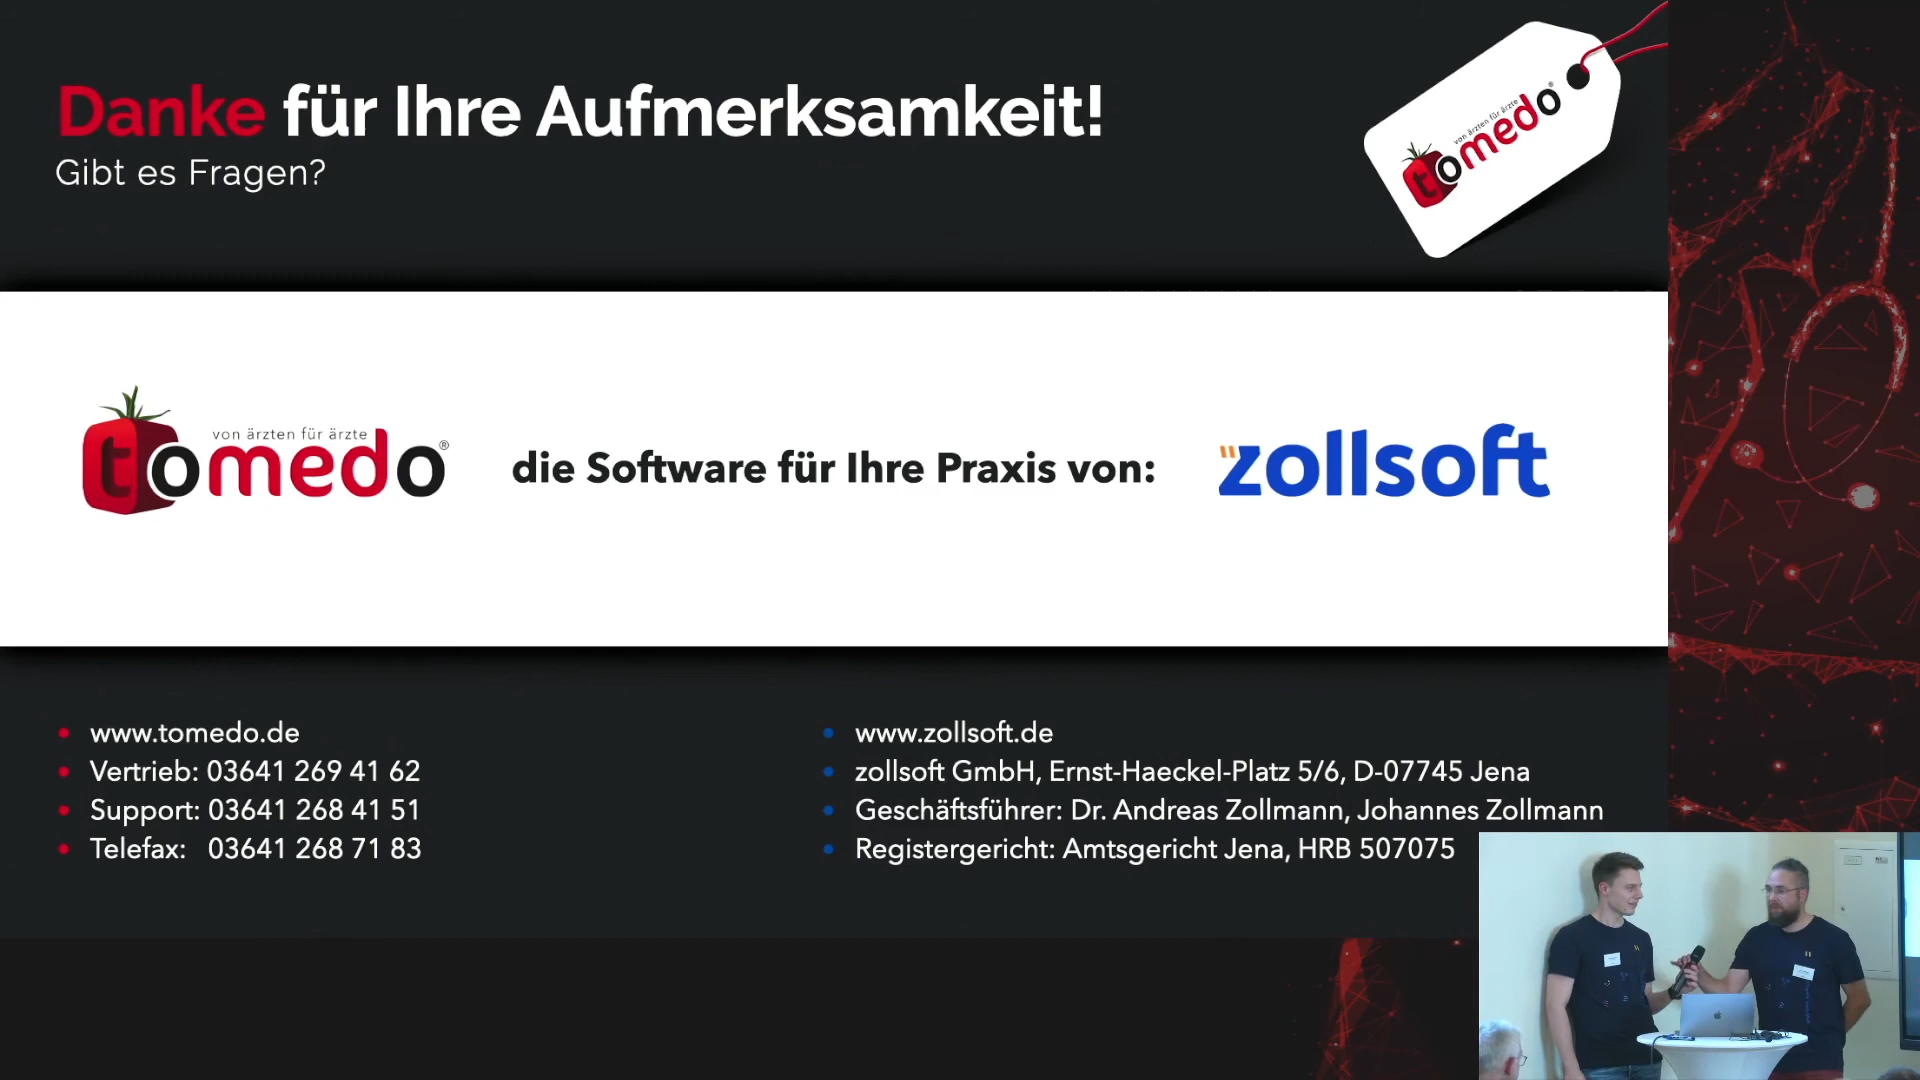 Danke für Ihre Aufmerksamkeit!
Gibt es Fragen?
von ärzten für ärzte
tomedo®
von ärzten für ärzte
tomedo®
die Software für Ihre Praxis von:
zollsoft
www.tomedo.de
Vertrieb: 03641 269 41 62
Support: 03641 268 41 51
Telefax: 03641 268 71 83
www.zollsoft.de
zollsoft GmbH, Ernst-Haeckel-Platz 5/6, D-07745 Jena
Geschäftsführer: Dr. Andreas Zollmann, Johannes Zollmann
Registergericht: Amtsgericht Jena, HRB 507075